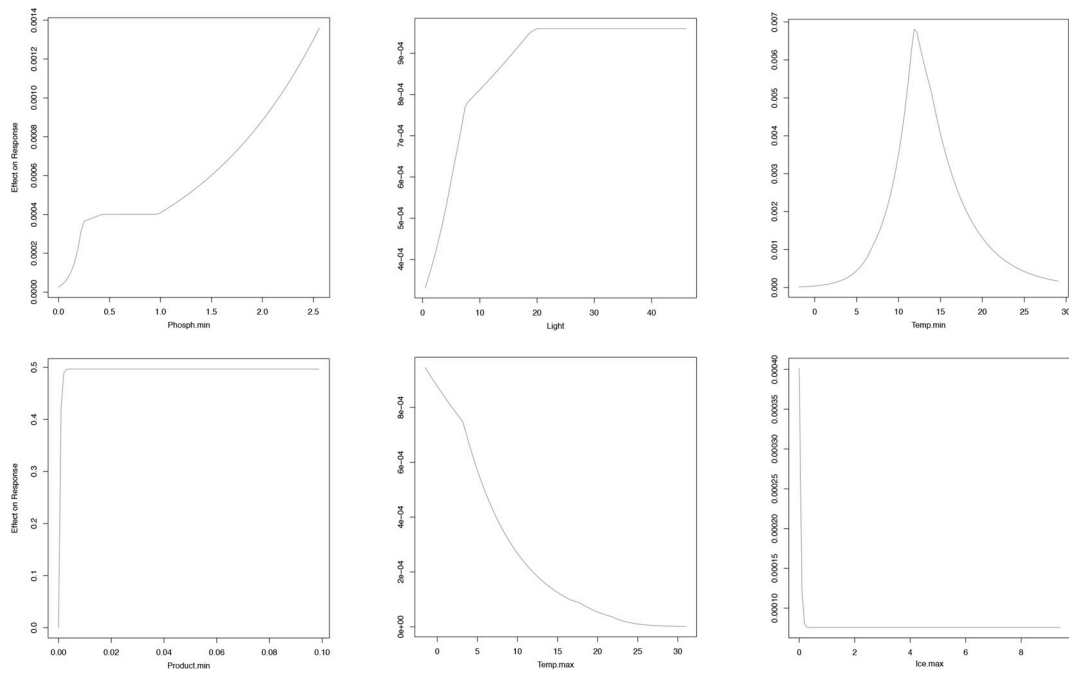 0.0014
0.0012
0.0010
0.0008
0.0006
0.0004
0.0002
0.0000
Effect on Response
0.0 0.5 1.0 1.5 2.0 2.5
Phosph.min
9e−04
8e−04
7e−04
6e−04
5e−04
4e−04
0 10 20 30 40
Light
0.007
0.006
0.005
0.004
0.003
0.002
0.001
0.000
0 5 10 15 20 25 30
Temp.min
0.5
0.4
0.3
0.2
0.1
0.0
Effect on Response
0.00 0.02 0.04 0.06 0.08 0.10
Product.min
8e−04
6e−04
4e−04
2e−04
0e+00
0 5 10 15 20 25 30
Temp.max
0.00040
0.00035
0.00030
0.00025
0.00020
0.00015
0.00010
0 2 4 6 8
Ice.max